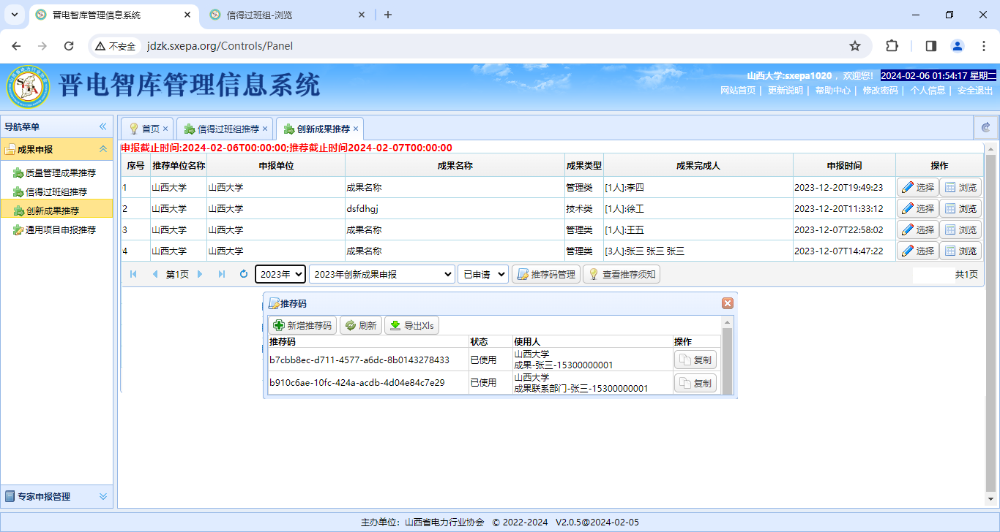 晋电智库管理信息系统
信得过班组-浏览
不安全 jdzk.sxepa.org/Controls/Panel
晋电智库管理信息系统
山西大学:sxepa1020 ，欢迎您! 2024-02-06 01:54:17 星期二
网站首页 | 更新说明 | 帮助中心 | 修改密码 | 个人信息 | 安全退出
导航菜单
成果申报
质量管理成果推荐
信得过班组推荐
创新成果推荐
通用项目申报推荐
专家申报管理
首页 信得过班组推荐 创新成果推荐
申报截止时间:2024-02-06T00:00:00;推荐截止时间2024-02-07T00:00:00
序号 推荐单位名称 申报单位 成果名称 成果类型 成果完成人 申报时间 操作
1 山西大学 山西大学 成果名称 管理类 [1人]:李四 2023-12-20T19:49:23 选择 浏览
2 山西大学 山西大学 dsfdhgj 技术类 [1人]:徐工 2023-12-20T11:33:12 选择 浏览
3 山西大学 山西大学 成果名称 管理类 [1人]:王五 2023-12-07T22:58:02 选择 浏览
4 山西大学 山西大学 成果名称 管理类 [3人]:张三 张三 张三 2023-12-07T14:47:22 选择 浏览
第1页 2023年 2023年创新成果申报 已申请 推荐码管理 查看推荐须知 共1页
推荐码
新增推荐码 刷新 导出Xls
推荐码 状态 使用人 操作
b7cbb8ec-d711-4577-a6dc-8b0143278433 已使用 山西大学
成果-张三-15300000001 复制
b910c6ae-10fc-424a-acdb-4d04e84c7e29 已使用 山西大学
成果联系部门-张三-15300000001 复制
主办单位：山西省电力行业协会 © 2022-2024 V2.0.5@2024-02-05